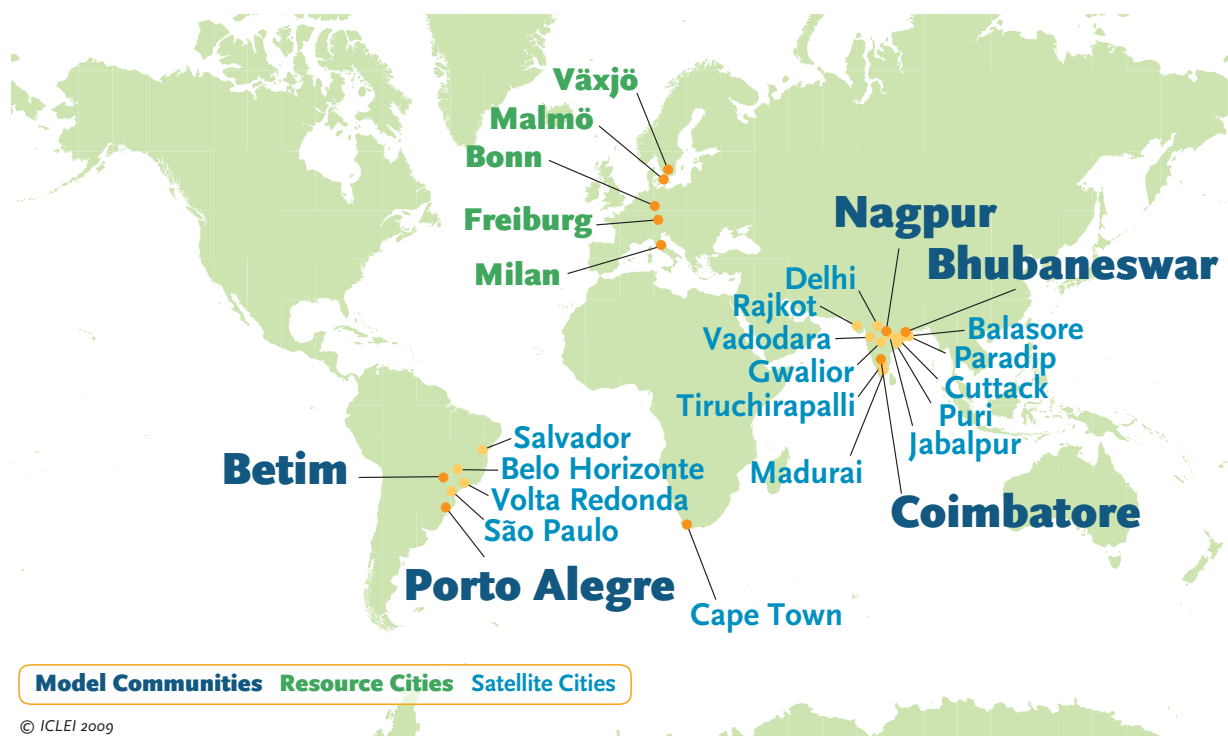 Växjö
Malmö
Bonn
Freiburg
Milan
Nagpur
Bhubaneswar
Delhi
Rajkot
Vadodara
Gwalior
Tiruchirapalli
Madurai
Balasore
Paradip
Cuttack
Puri
Jabalpur
Coimbatore
Salvador
Betim
Belo Horizonte
Volta Redonda
São Paulo
Porto Alegre
Cape Town
Model Communities Resource Cities Satellite Cities
© ICLEI 2009